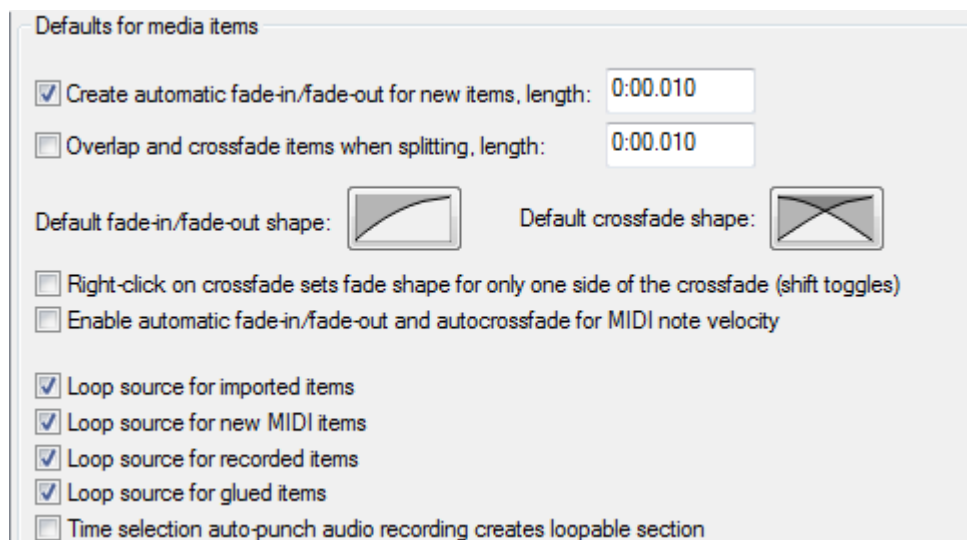 Defaults for media items
Create automatic fade-in/fade-out for new items, length: 0:00.010
Overlap and crossfade items when splitting, length: 0:00.010
Default fade-in/fade-out shape: Default crossfade shape:
Right-click on crossfade sets fade shape for only one side of the crossfade (shift toggles)
Enable automatic fade-in/fade-out and autocrossfade for MIDI note velocity
Loop source for imported items
Loop source for new MIDI items
Loop source for recorded items
Loop source for glued items
Time selection auto-punch audio recording creates loopable section